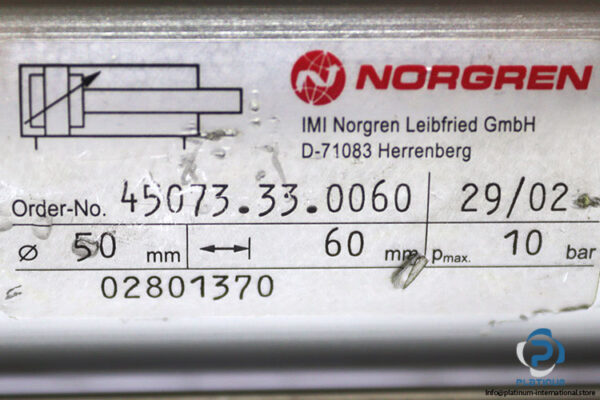 NORGREN
IMI Norgren Leibfried GmbH
D-71083 Herrenberg
Order-No. 45073.33.0060 29/02
Ø 50 mm 60 mm pmax. 10 bar
02801370
PLATINUM
info@platinum-international.store